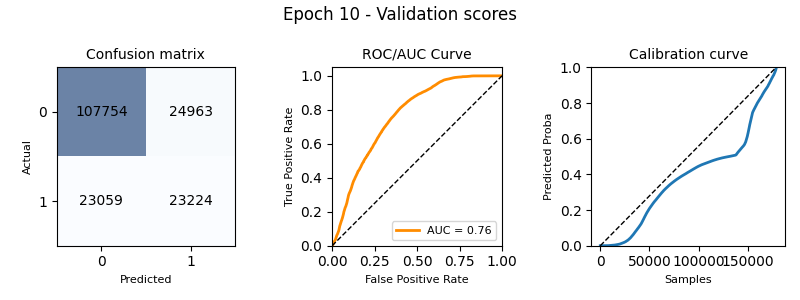 Epoch 10 - Validation scores
Confusion matrix
Actual
0
1
107754 24963
23059 23224
0 1
Predicted
ROC/AUC Curve
True Positive Rate
1.0
0.8
0.6
0.4
0.2
0.0
AUC = 0.76
0.00 0.25 0.50 0.75 1.00
False Positive Rate
Calibration curve
Predicted Proba
1.0
0.8
0.6
0.4
0.2
0.0
0 50000 100000 150000
Samples